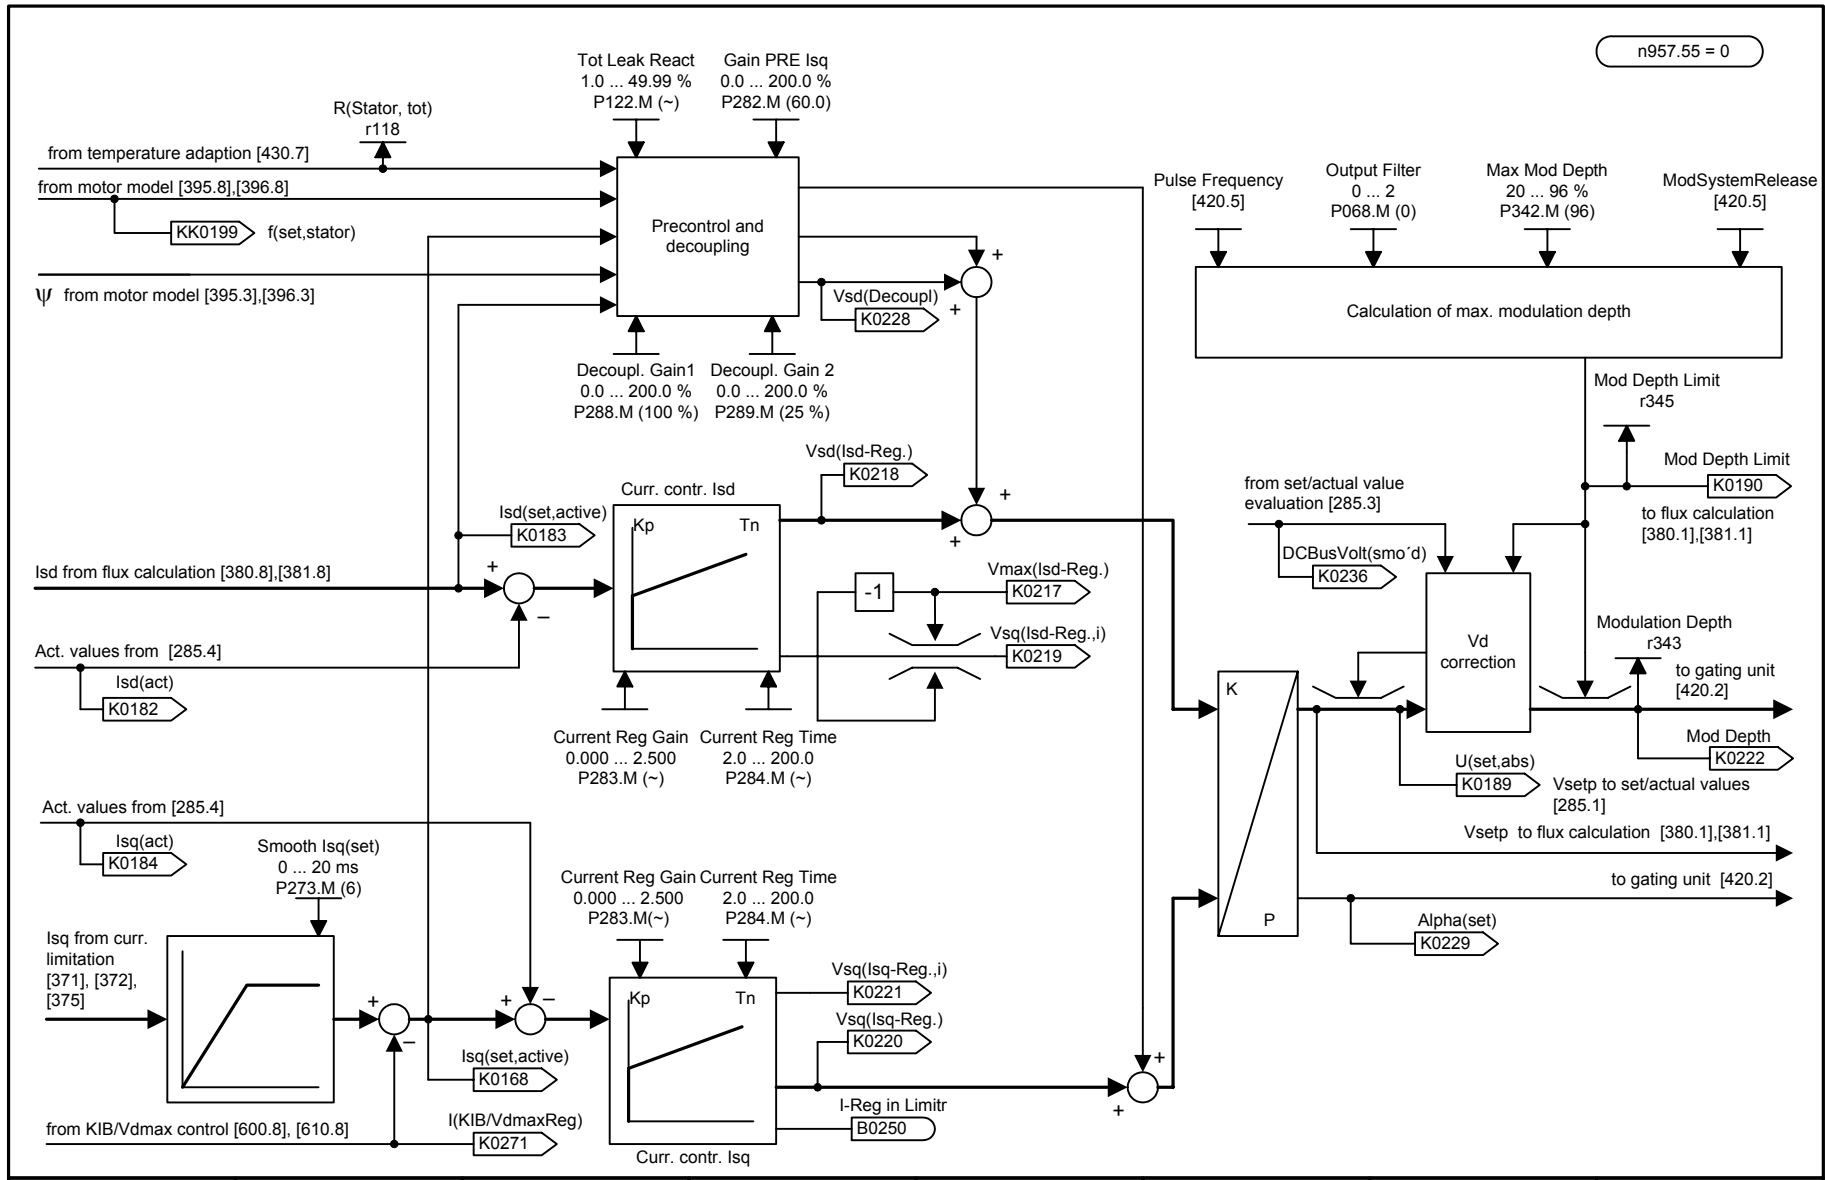 n957.55 = 0
Tot Leak React
1.0 ... 49.99 %
P122.M (~)
Gain PRE Isq
0.0 ... 200.0 %
P282.M (60.0)
R(Stator, tot)
r118
from temperature adaption [430.7]
from motor model [395.8],[396.8]
KK0199
f(set,stator)
Ψ from motor model [395.3],[396.3]
Precontrol and
decoupling
+
+
Vsd(Decoupl)
K0228
Decoupl. Gain1
0.0 ... 200.0 %
P288.M (100 %)
Decoupl. Gain 2
0.0 ... 200.0 %
P289.M (25 %)
Pulse Frequency
[420.5]
Output Filter
0 ... 2
P068.M (0)
Max Mod Depth
20 ... 96 %
P342.M (96)
ModSystemRelease
[420.5]
Calculation of max. modulation depth
Mod Depth Limit
r345
Mod Depth Limit
K0190
to flux calculation
[380.1],[381.1]
from set/actual value
evaluation [285.3]
DCBusVolt(smo´d)
K0236
Vsd(Isd-Reg.)
K0218
Curr. contr. Isd
Kp
Tn
+
+
Isd(set,active)
K0183
Isd from flux calculation [380.8],[381.8]
+
−
Act. values from [285.4]
Isd(act)
K0182
-1
Vmax(Isd-Reg.)
K0217
Vsq(Isd-Reg.,i)
K0219
Current Reg Gain
0.000 ... 2.500
P283.M (~)
Current Reg Time
2.0 ... 200.0
P284.M (~)
Vd
correction
Modulation Depth
r343
to gating unit
[420.2]
Mod Depth
K0222
K
P
U(set,abs)
K0189
Vsetp to set/actual values
[285.1]
Vsetp to flux calculation [380.1],[381.1]
to gating unit [420.2]
Alpha(set)
K0229
Act. values from [285.4]
Isq(act)
K0184
Smooth Isq(set)
0 ... 20 ms
P273.M (6)
Isq from curr.
limitation
[371], [372],
[375]
+
−
+
−
Current Reg Gain
0.000 ... 2.500
P283.M(~)
Current Reg Time
2.0 ... 200.0
P284.M (~)
Kp
Tn
Vsq(Isq-Reg.,i)
K0221
Vsq(Isq-Reg.)
K0220
Isq(set,active)
K0168
+
+
I-Reg in Limitr
B0250
from KIB/Vdmax control [600.8], [610.8]
I(KIB/VdmaxReg)
K0271
Curr. contr. Isq